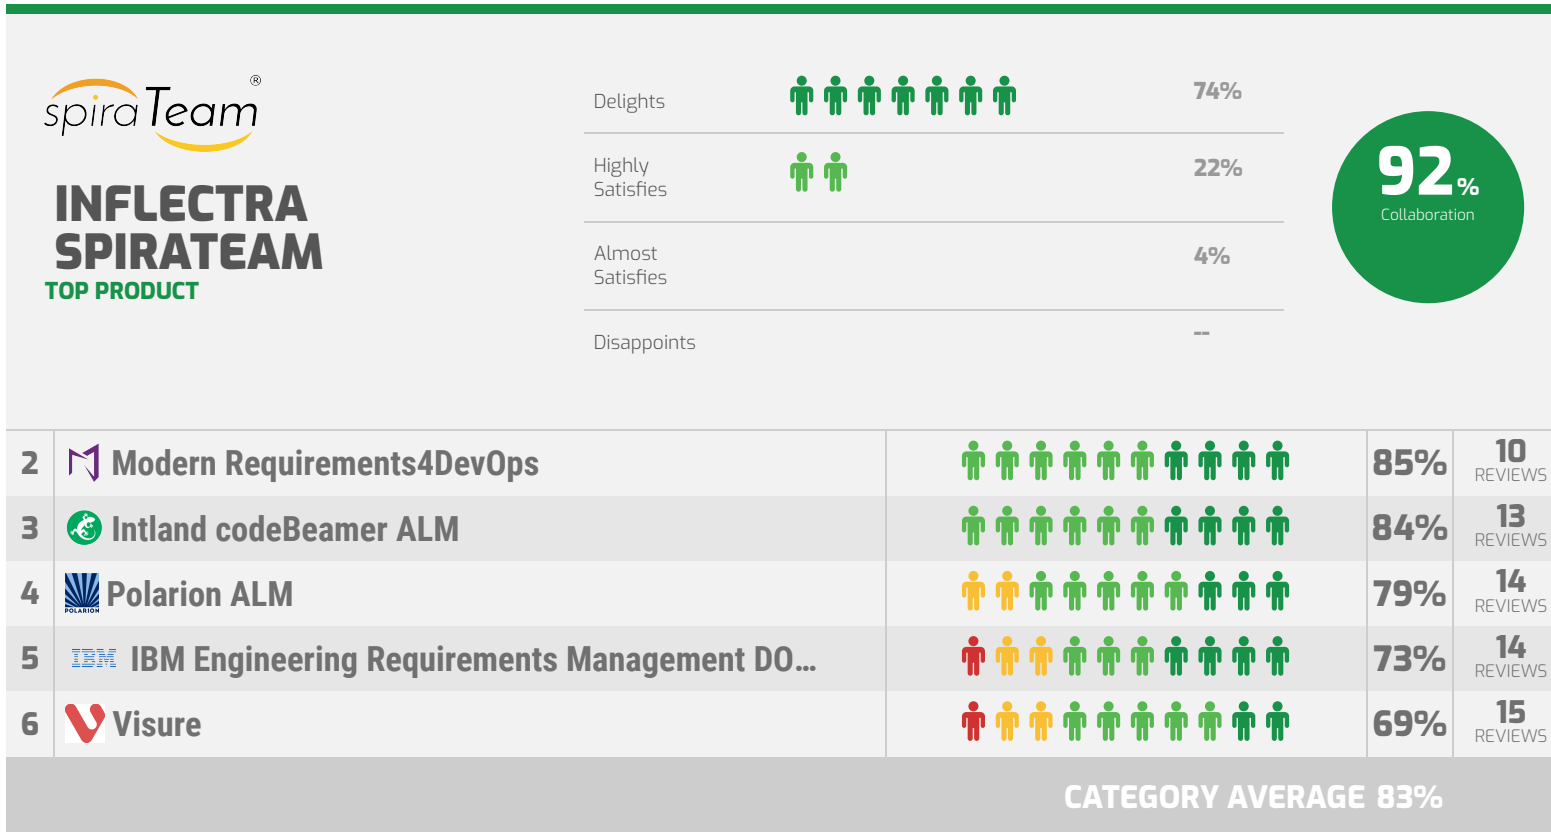 spiraTeam®
INFLECTRA
SPIRATEAM
TOP PRODUCT
Delights 74%
Highly
Satisfies 22%
Almost
Satisfies 4%
Disappoints --
92%
Collaboration
2 Modern Requirements4DevOps 85% 10
REVIEWS
3 Intland codeBeamer ALM 84% 13
REVIEWS
4 POLARION Polarion ALM 79% 14
REVIEWS
5 IBM IBM Engineering Requirements Management DO... 73% 14
REVIEWS
6 Visure 69% 15
REVIEWS
CATEGORY AVERAGE 83%